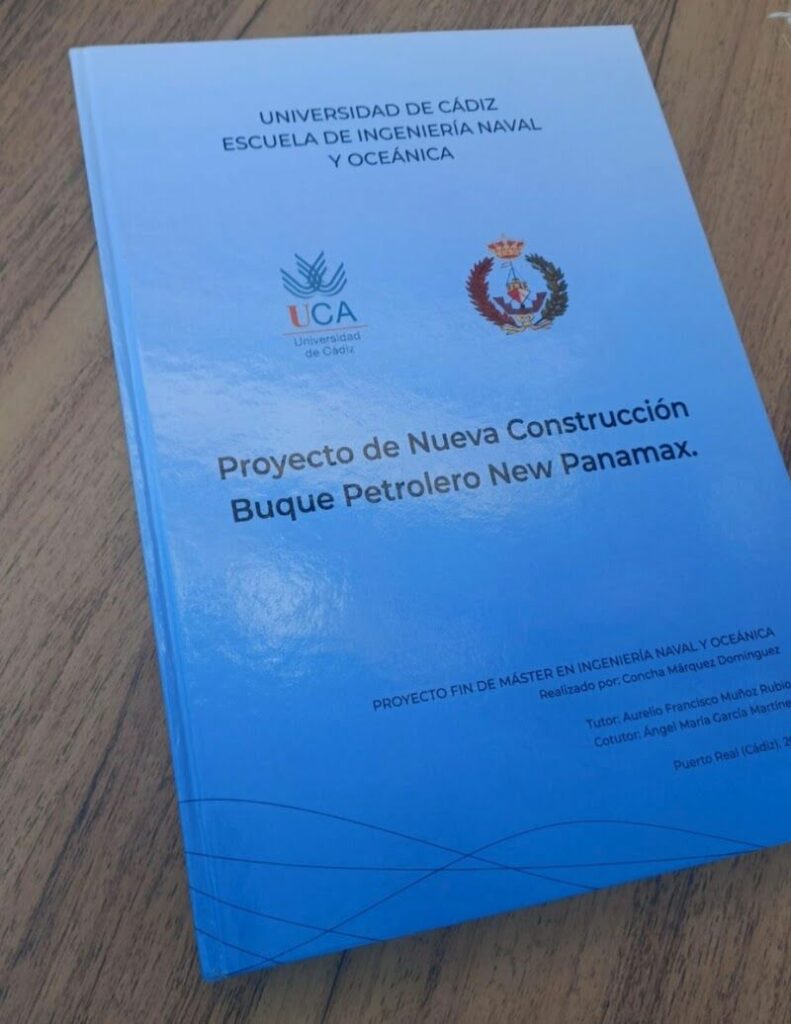 UNIVERSIDAD DE CÁDIZ
ESCUELA DE INGENIERÍA NAVAL
Y OCEÁNICA
UCA
Universidad
de Cádiz
Proyecto de Nueva Construcción
Buque Petrolero New Panamax.
PROYECTO FIN DE MÁSTER EN INGENIERÍA NAVAL Y OCEÁNICA
Realizado por: Concha Márquez Domínguez
Tutor: Aurelio Francisco Muñoz Rubio
Cotutor: Ángel María García
Puerto Real (Cádiz),